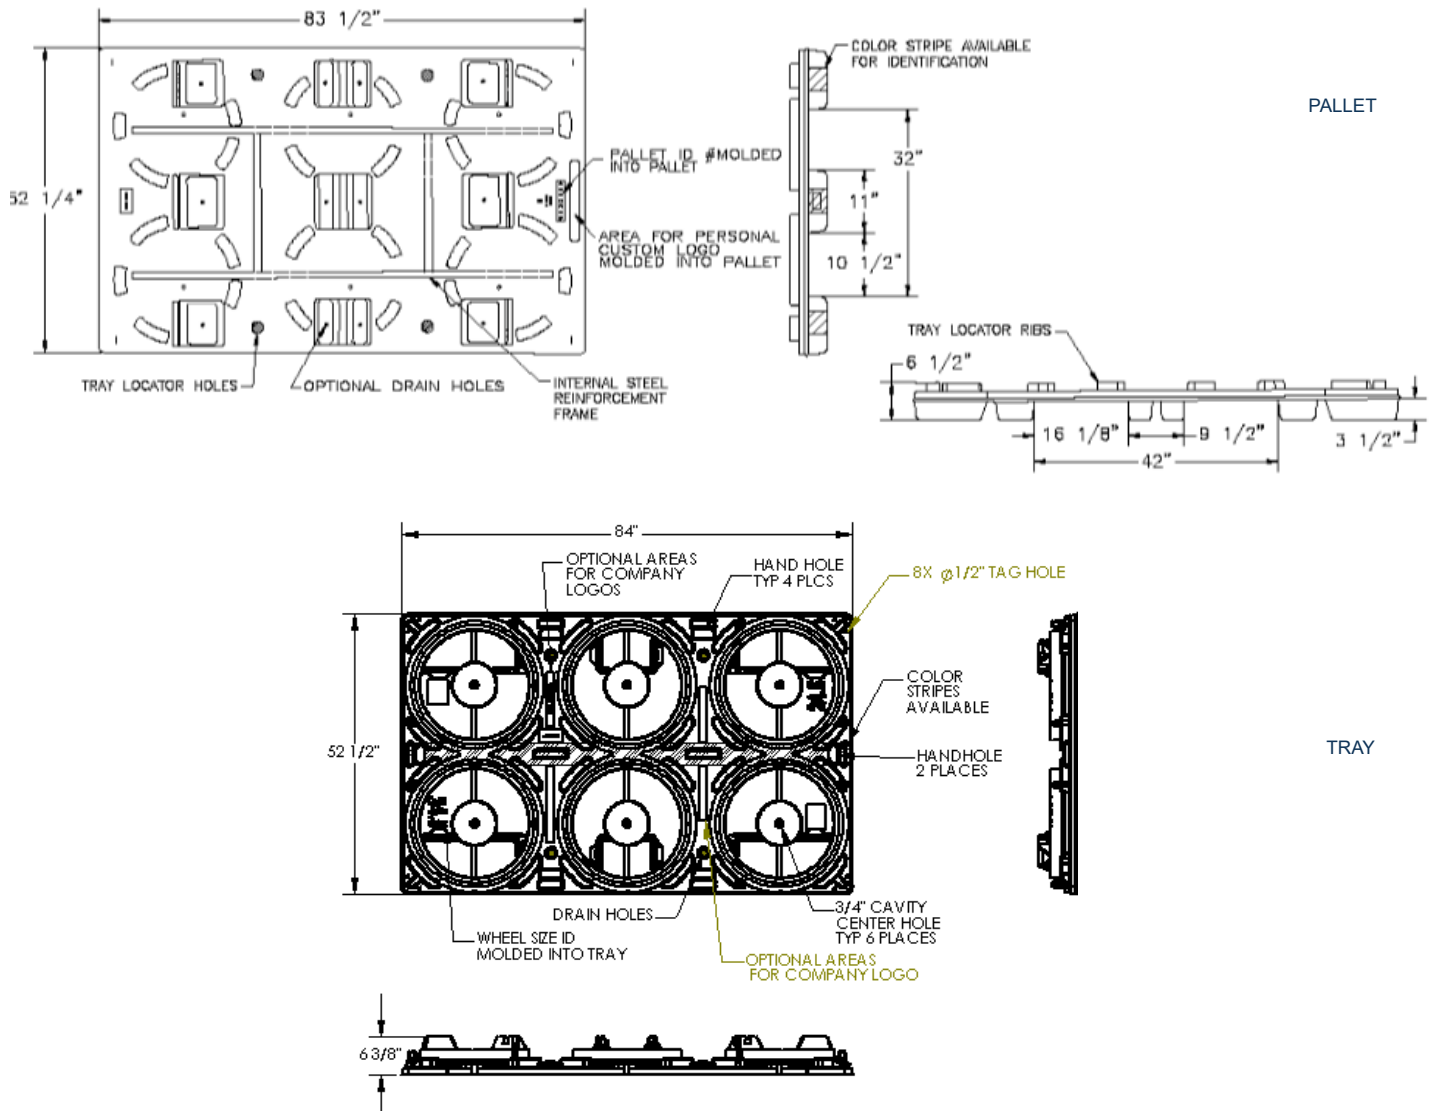 83 1/2"
COLOR STRIPE AVAILABLE
FOR IDENTIFICATION
PALLET
52 1/4"
PALLET ID #MOLDED
INTO PALLET
32"
11"
AREA FOR PERSONAL
CUSTOM LOGO
MOLDED INTO PALLET
10 1/2"
TRAY LOCATOR RIBS
6 1/2"
TRAY LOCATOR HOLES
OPTIONAL DRAIN HOLES
INTERNAL STEEL
REINFORCEMENT
FRAME
16 1/8"
9 1/2"
3 1/2"
42"
84"
OPTIONAL AREAS
FOR COMPANY
LOGOS
HAND HOLE
TYP 4 PLCS
8X ⌀1/2" TAG HOLE
COLOR
STRIPES
AVAILABLE
52 1/2"
TRAY
HANDHOLE
2 PLACES
DRAIN HOLES
3/4" CAVITY
CENTER HOLE
TYP 6 PLACES
WHEEL SIZE ID
MOLDED INTO TRAY
OPTIONAL AREAS
FOR COMPANY LOGO
6 3/8"